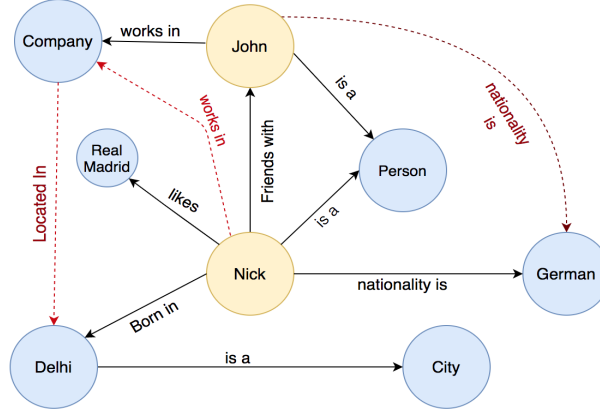 Company
works in
John
is a
nationality
is
works in
Real
Madrid
Friends with
Person
likes
is a
Located In
Nick
nationality is
German
Born in
Delhi
is a
City